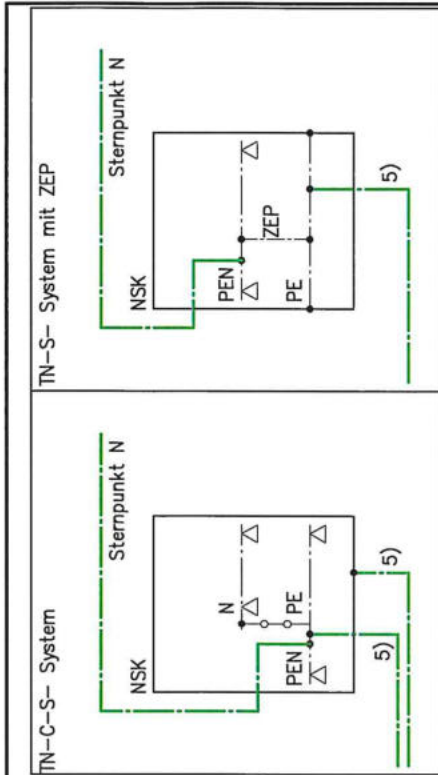 TN-C-S- System
Sternpunkt N
NSK
N
PEN
PE
5)
5)
TN-S- System mit ZEP
Sternpunkt N
NSK
PEN
ZEP
PE
5)